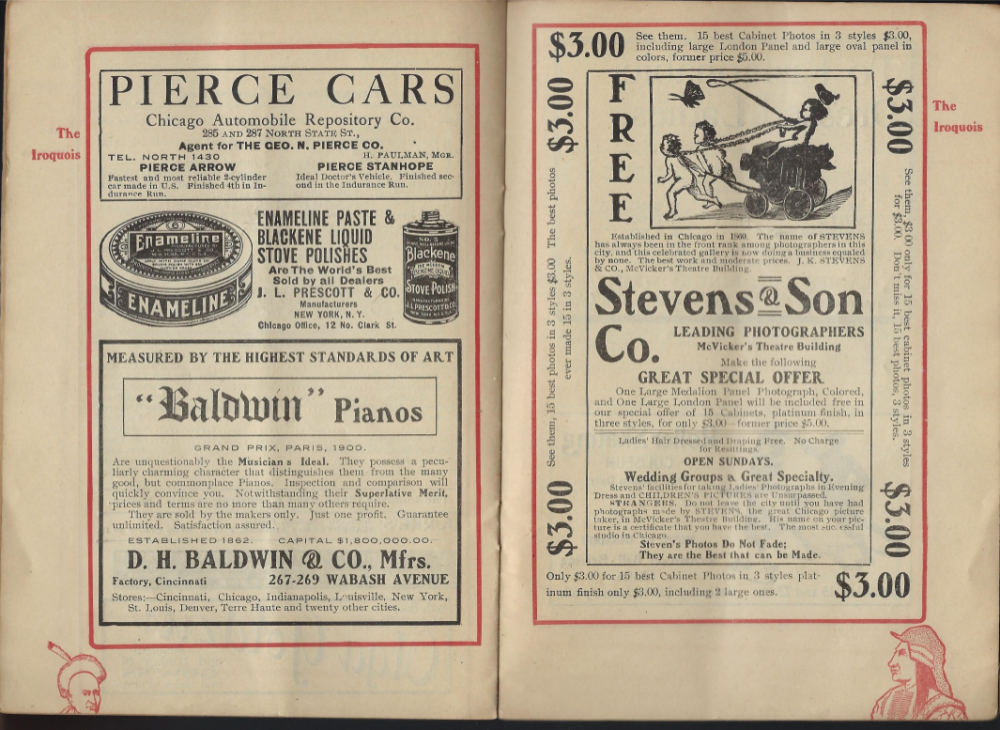 The
Iroquois
PIERCE CARS
Chicago Automobile Repository Co.
285 AND 287 NORTH STATE ST.,
Agent for THE GEO. N. PIERCE CO.
TEL. NORTH 1430
H. PAULMAN, MGR.
PIERCE ARROW
Fastest and most reliable 2-cylinder
car made in U.S. Finished 4th in In-
durance Run.
PIERCE STANHOPE
Ideal Doctor's Vehicle. Finished sec-
ond in the Indurance Run.
Enameline
ENAMELINE
ENAMELINE PASTE &
BLACKENE LIQUID
STOVE POLISHES
Are The World's Best
Sold by all Dealers
J. L. PRESCOTT & CO.
Manufacturers
NEW YORK, N. Y.
Chicago Office, 12 No. Clark St.
Blackene
STOVE POLISH
J.L.PRESCOTT & CO.
MEASURED BY THE HIGHEST STANDARDS OF ART
"Baldwin" Pianos
GRAND PRIX, PARIS, 1900.
Are unquestionably the Musicians Ideal. They possess a pecu-
liarly charming character that distinguishes them from the many
good, but commonplace Pianos. Inspection and comparison will
quickly convince you. Notwithstanding their Superlative Merit,
prices and terms are no more than many others require.
They are sold by the makers only. Just one profit. Guarantee
unlimited. Satisfaction assured.
ESTABLISHED 1862. CAPITAL $1,800,000.00.
D. H. BALDWIN & CO., Mfrs.
Factory, Cincinnati 267-269 WABASH AVENUE
Stores:—Cincinnati, Chicago, Indianapolis, Louisville, New York,
St. Louis, Denver, Terre Haute and twenty other cities.
$3.00
See them. 15 best Cabinet Photos in 3 styles $3.00,
including large London Panel and large oval panel in
colors, former price $5.00.
$3.00
See them, 15 best photos in 3 styles $3.00 The best photos
ever made 15 in 3 styles.
$3.00
FREE
Established in Chicago in 1860. The name of STEVENS
has always been in the front rank among photographers in this
city, and this celebrated gallery is now doing a business equaled
by none. The best work and moderate prices. J. K. STEVENS
& CO., McVicker's Theatre Building.
Stevens & Son
Co.
LEADING PHOTOGRAPHERS
McVicker's Theatre Building
Make the following
GREAT SPECIAL OFFER
One Large Medalion Panel Photograph, Colored,
and One Large London Panel will be included free in
our special offer of 15 Cabinets, platinum finish, in
three styles, for only $3.00—former price $5.00.
Ladies' Hair Dressed and Draping Free. No Charge
for Resittings.
OPEN SUNDAYS.
Wedding Groups a Great Specialty.
Stevens' facilities for taking Ladies' Photographs in Evening
Dress and CHILDREN'S PICTURES are Unsurpassed.
STRANGERS. Do not leave the city until you have had
photographs made by STEVENS, the great Chicago picture
taker, in McVicker's Theatre Building. His name on your pic-
ture is a certificate that you have the best. The most successful
studio in Chicago.
Steven's Photos Do Not Fade;
They are the Best that can be Made.
$3.00
See them, $3.00 only for 15 best cabinet photos in 3 styles
for $3.00. Don't miss it, 15 best photos, 3 styles.
$3.00
Only $3.00 for 15 best Cabinet Photos in 3 styles plat-
inum finish only $3.00, including 2 large ones.
$3.00
The
Iroquois